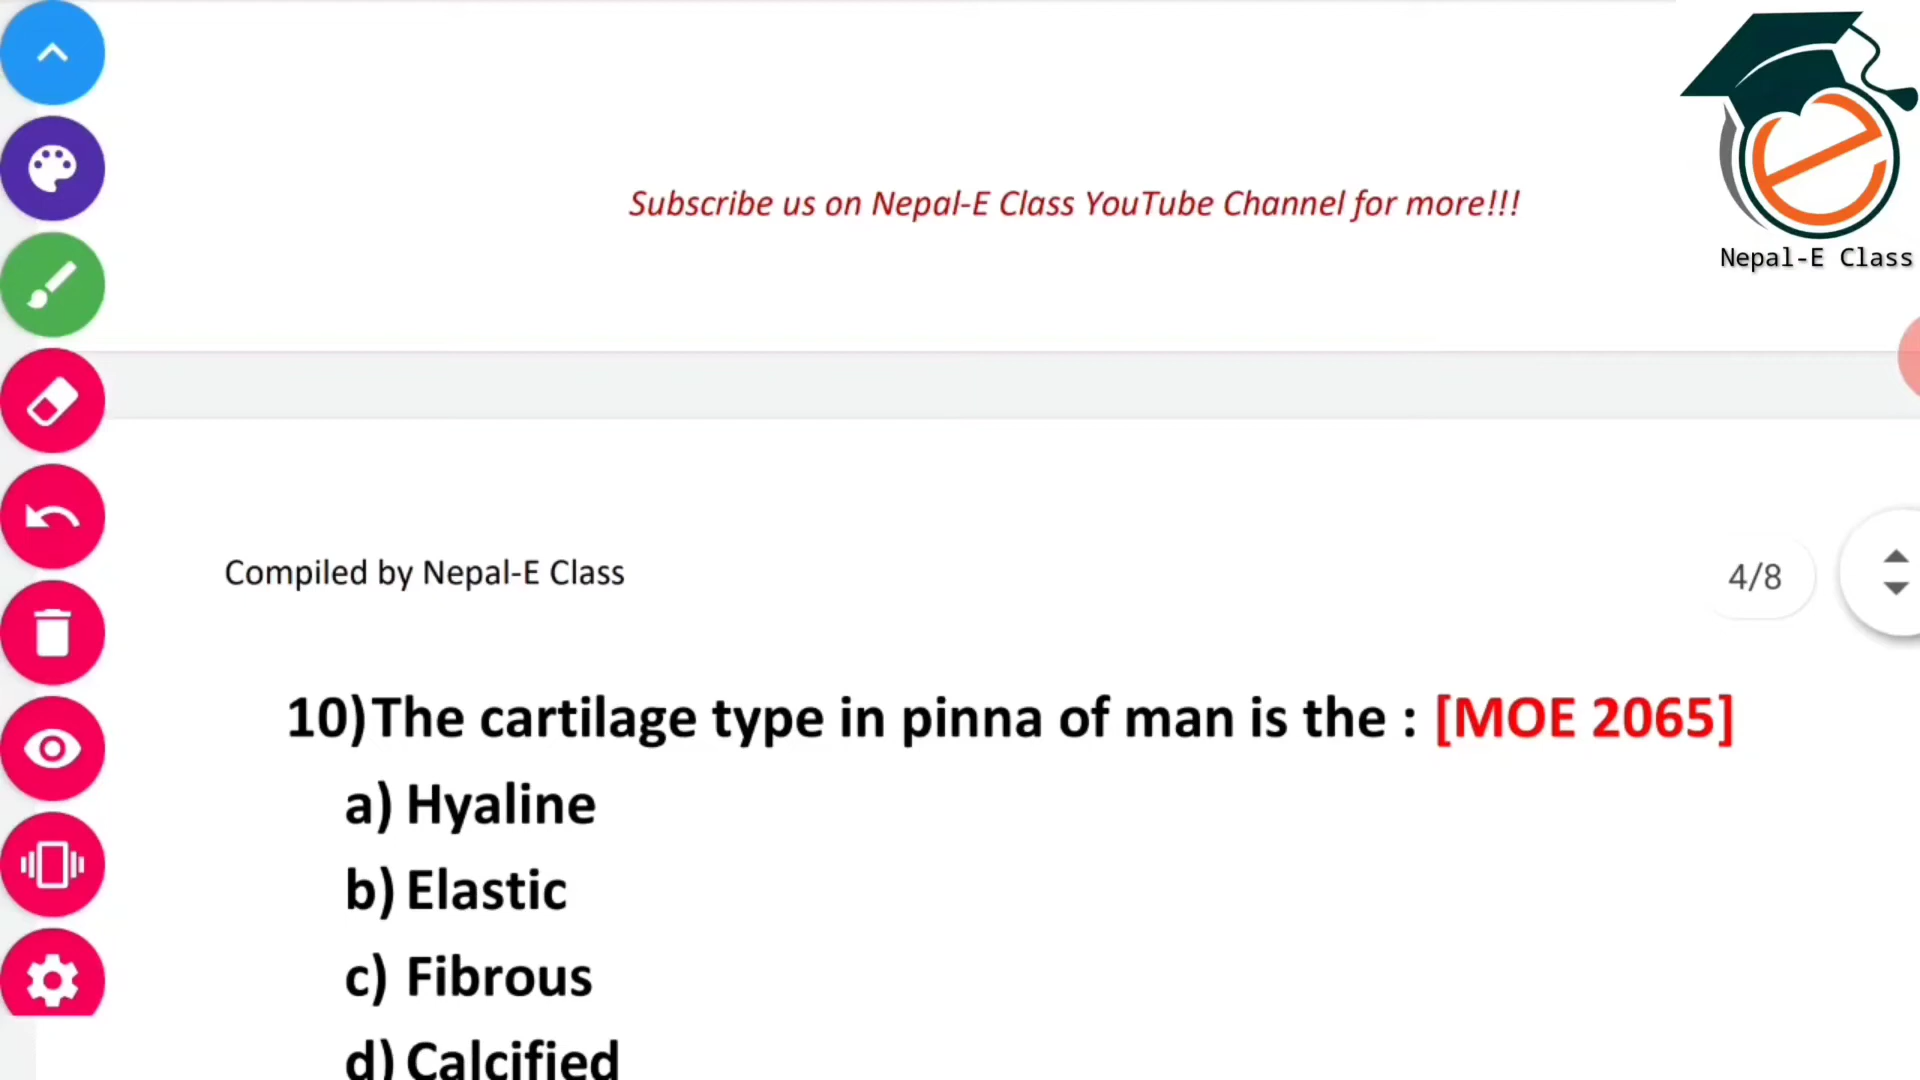 Subscribe us on Nepal-E Class YouTube Channel for more!!!
Nepal-E Class
Compiled by Nepal-E Class
4/8
10)The cartilage type in pinna of man is the : [MOE 2065]
a) Hyaline
b) Elastic
c) Fibrous
d) Calcified